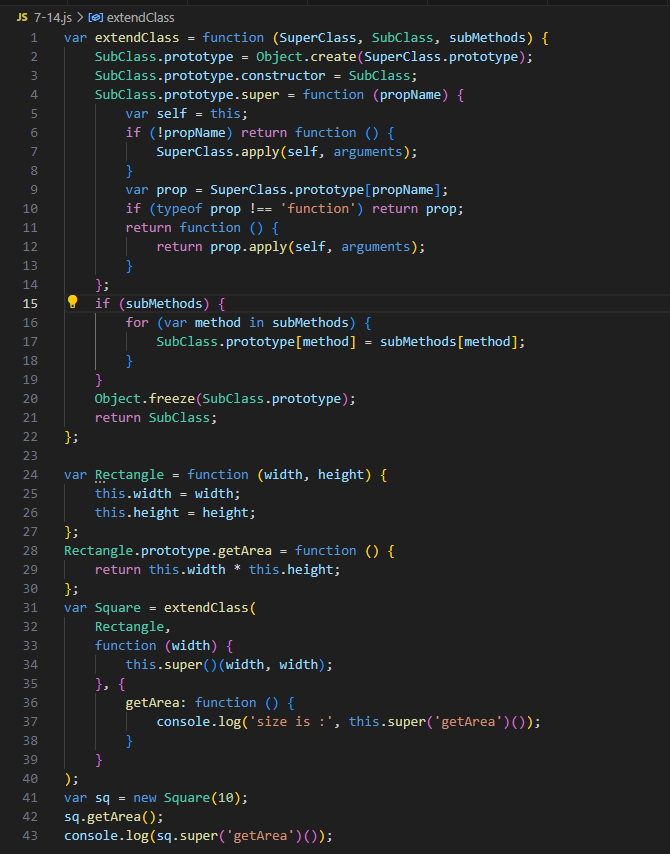 JS 7-14.js > extendClass
1 var extendClass = function (SuperClass, SubClass, subMethods) {
2     SubClass.prototype = Object.create(SuperClass.prototype);
3     SubClass.prototype.constructor = SubClass;
4     SubClass.prototype.super = function (propName) {
5         var self = this;
6         if (!propName) return function () {
7             SuperClass.apply(self, arguments);
8         }
9         var prop = SuperClass.prototype[propName];
10         if (typeof prop !== 'function') return prop;
11         return function () {
12             return prop.apply(self, arguments);
13         }
14     };
15     if (subMethods) {
16         for (var method in subMethods) {
17             SubClass.prototype[method] = subMethods[method];
18         }
19     }
20     Object.freeze(SubClass.prototype);
21     return SubClass;
22 };
23
24 var Rectangle = function (width, height) {
25     this.width = width;
26     this.height = height;
27 };
28 Rectangle.prototype.getArea = function () {
29     return this.width * this.height;
30 };
31 var Square = extendClass(
32     Rectangle,
33     function (width) {
34         this.super()(width, width);
35     }, {
36         getArea: function () {
37             console.log('size is :', this.super('getArea')());
38         }
39     }
40 );
41 var sq = new Square(10);
42 sq.getArea();
43 console.log(sq.super('getArea')());